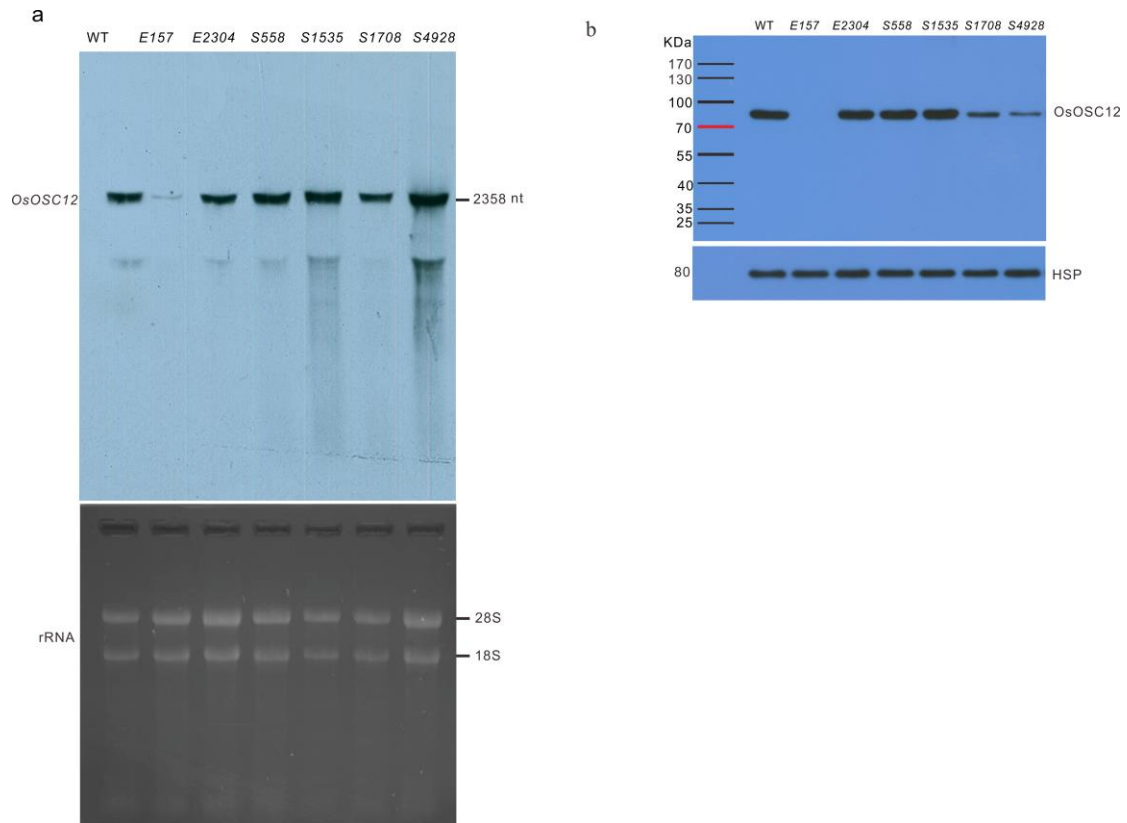 a
WT E157 E2304 S558 S1535 S1708 S4928
OsOSC12
2358 nt
rRNA
28S
18S
b
WT E157 E2304 S558 S1535 S1708 S4928
KDa
170
130
100
70
55
40
35
25
OsOSC12
80
HSP